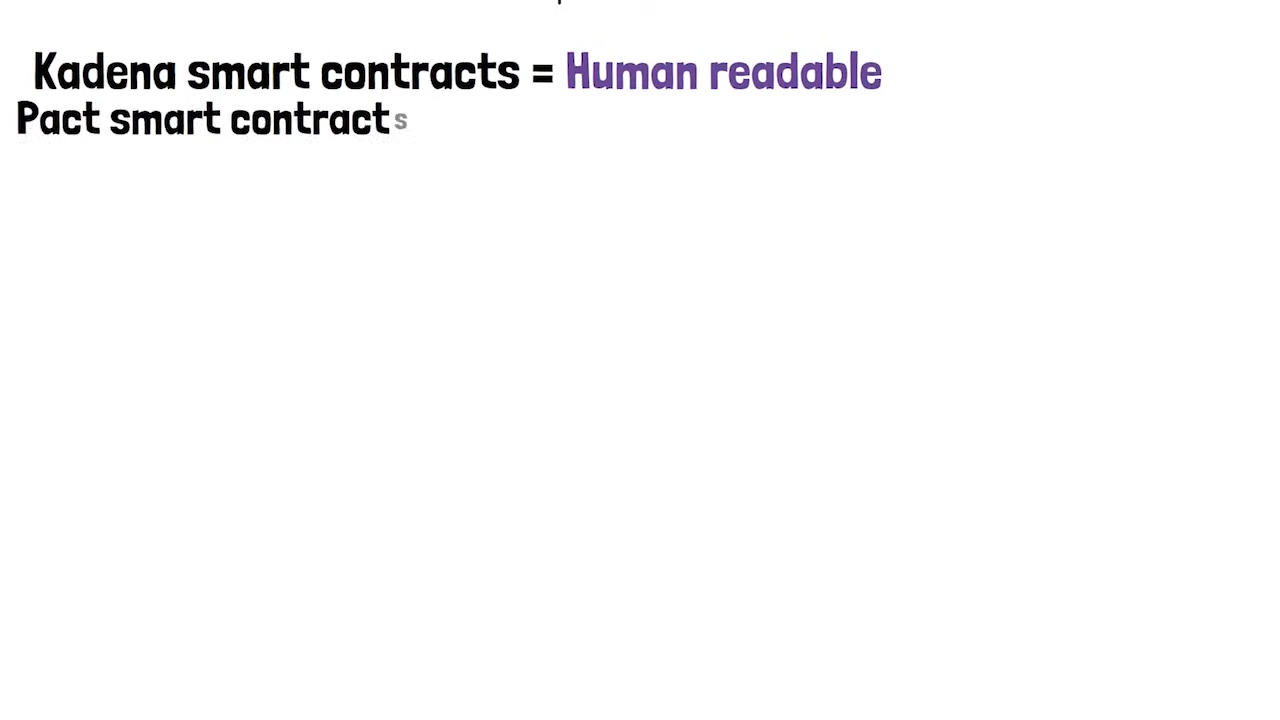 Kadena smart contracts = Human readable
Pact smart contracts